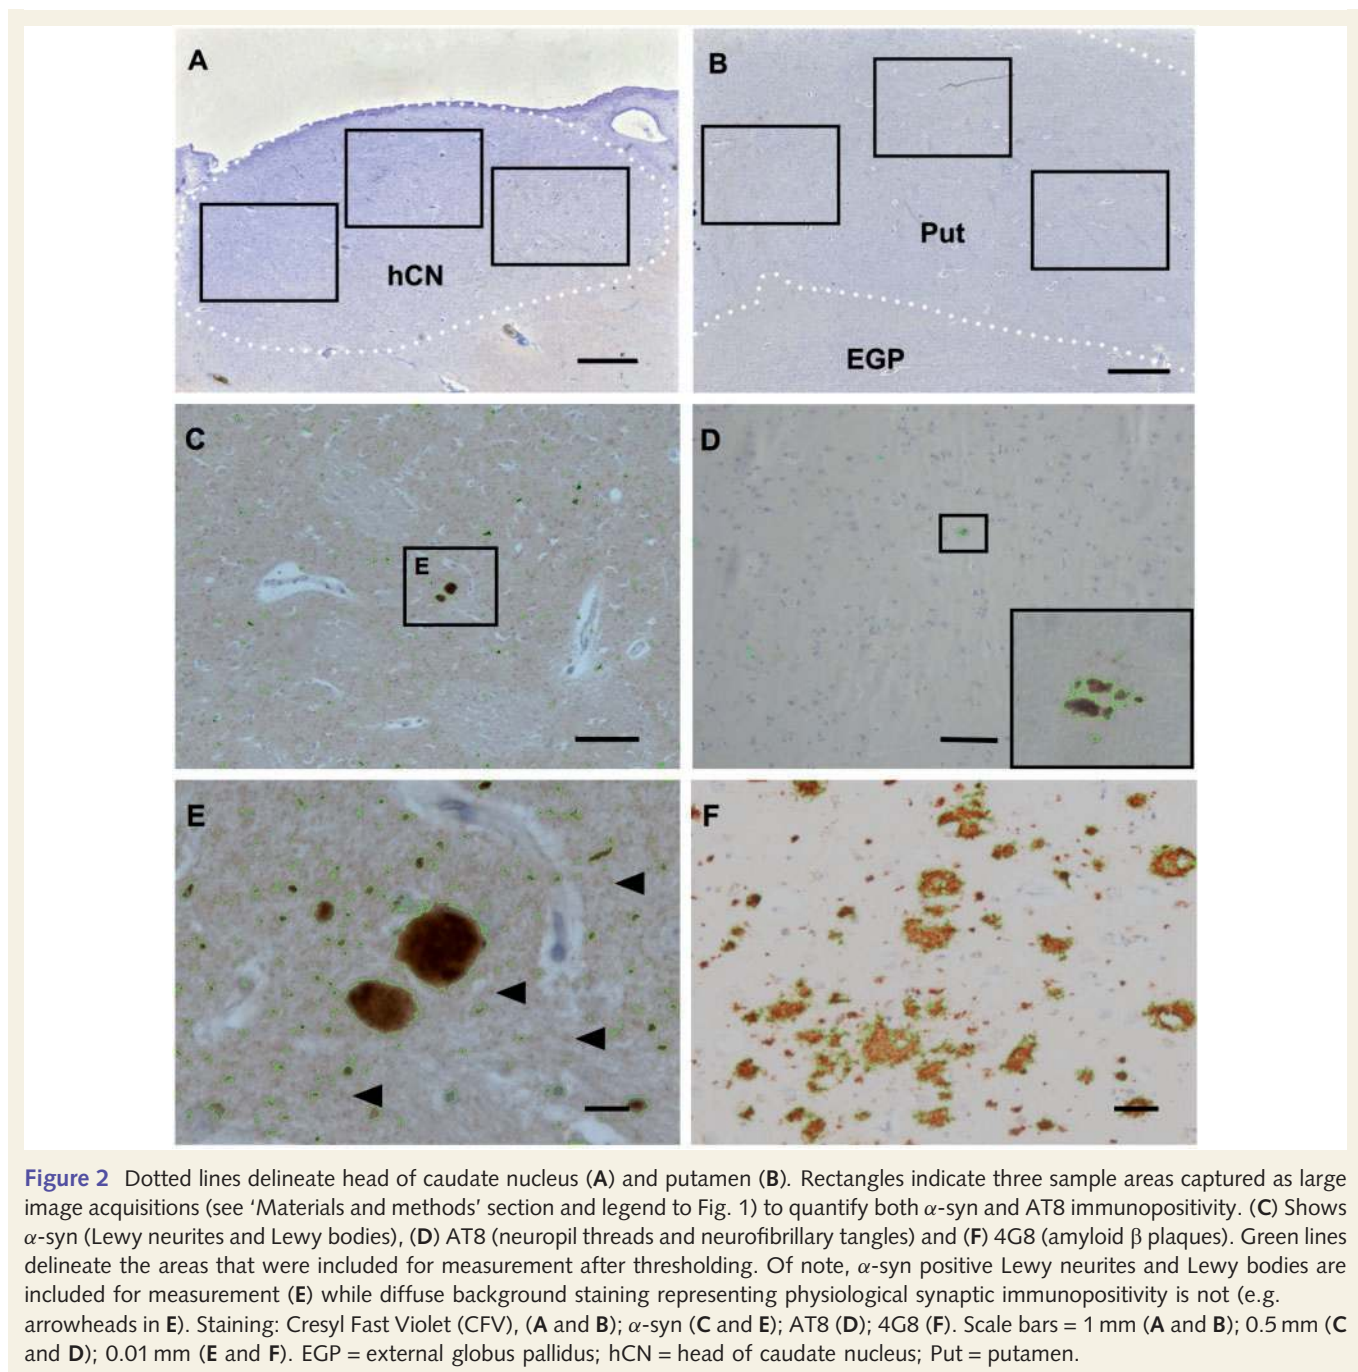 A
B
hCN
Put
EGP
C
D
E
E
F
Figure 2 Dotted lines delineate head of caudate nucleus (A) and putamen (B). Rectangles indicate three sample areas captured as large
image acquisitions (see ‘Materials and methods’ section and legend to Fig. 1) to quantify both α-syn and AT8 immunopositivity. (C) Shows
α-syn (Lewy neurites and Lewy bodies), (D) AT8 (neuropil threads and neurofibrillary tangles) and (F) 4G8 (amyloid β plaques). Green lines
delineate the areas that were included for measurement after thresholding. Of note, α-syn positive Lewy neurites and Lewy bodies are
included for measurement (E) while diffuse background staining representing physiological synaptic immunopositivity is not (e.g.
arrowheads in E). Staining: Cresyl Fast Violet (CFV), (A and B); α-syn (C and E); AT8 (D); 4G8 (F). Scale bars = 1 mm (A and B); 0.5 mm (C
and D); 0.01 mm (E and F). EGP = external globus pallidus; hCN = head of caudate nucleus; Put = putamen.